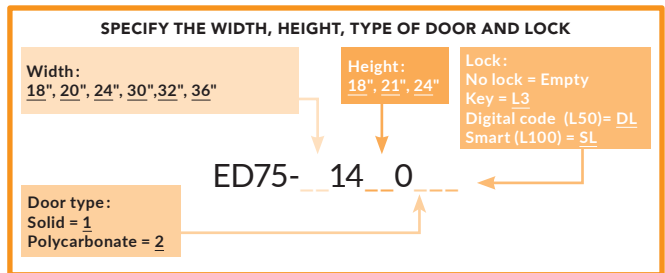 SPECIFY THE WIDTH, HEIGHT, TYPE OF DOOR AND LOCK
Width:
18", 20", 24", 30",32", 36"
Height:
18", 21", 24"
Lock:
No lock = Empty
Key = L3
Digital code (L50)= DL
Smart (L100) = SL
ED75-__14__0___
Door type:
Solid = 1
Polycarbonate = 2